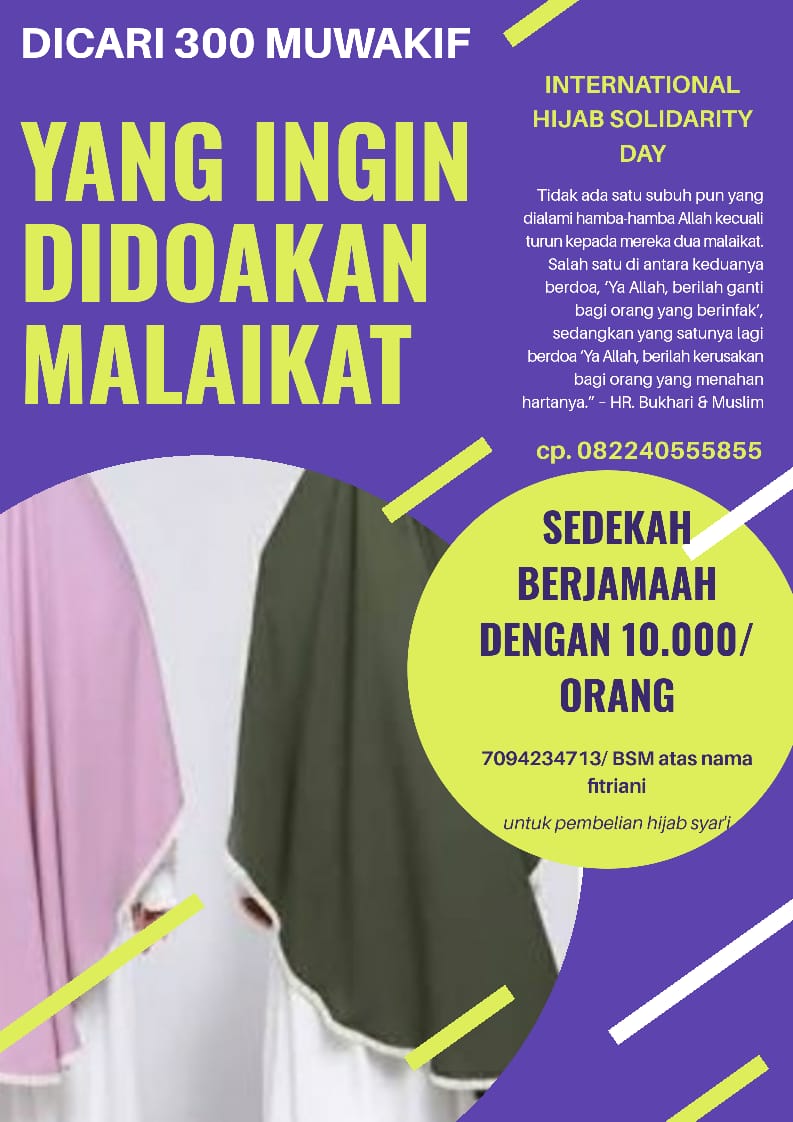 DICARI 300 MUWAKIF
YANG INGIN
DIDOAKAN
MALAIKAT
INTERNATIONAL
HIJAB SOLIDARITY
DAY
Tidak ada satu subuh pun yang
dialami hamba-hamba Allah kecuali
turun kepada mereka dua malaikat.
Salah satu di antara keduanya
berdoa, ‘Ya Allah, berilah ganti
bagi orang yang berinfak’,
sedangkan yang satunya lagi
berdoa ‘Ya Allah, berilah kerusakan
bagi orang yang menahan
hartanya.” – HR. Bukhari & Muslim
cp. 082240555855
SEDEKAH
BERJAMAAH
DENGAN 10.000/
ORANG
7094234713/ BSM atas nama
fitriani
untuk pembelian hijab syar'i